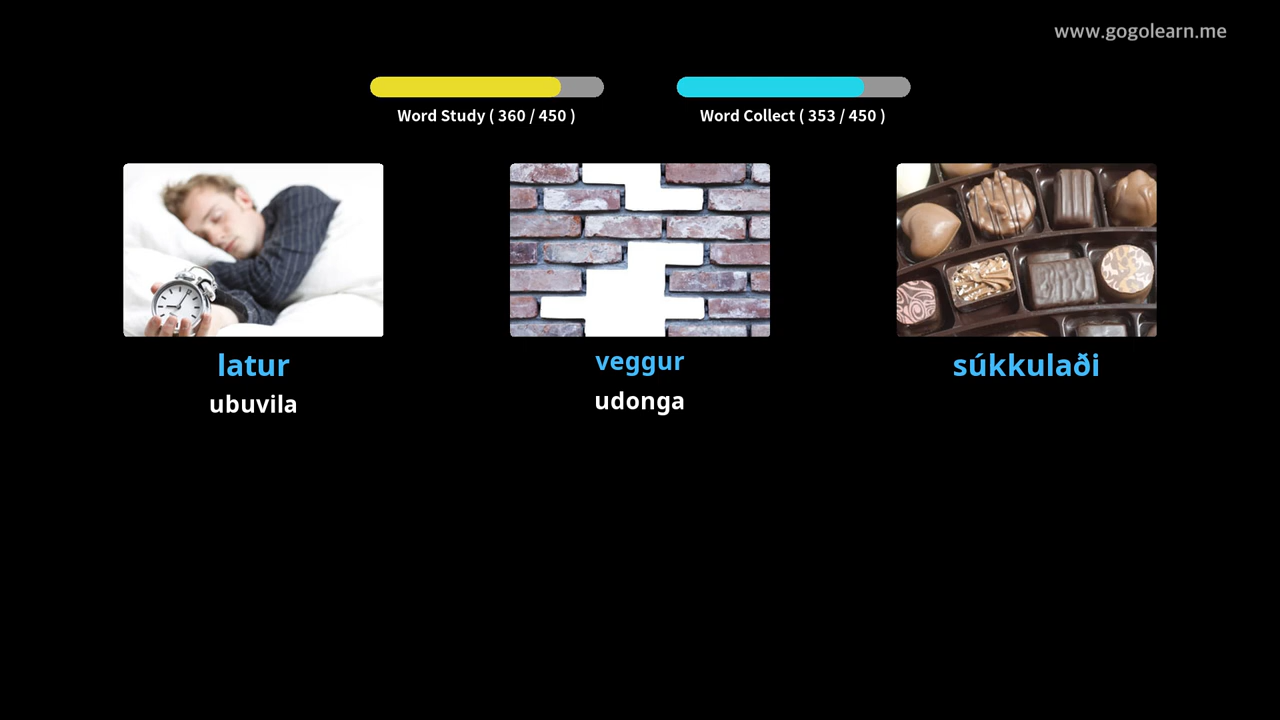 www.gogolearn.me
Word Study ( 360 / 450 )
Word Collect ( 353 / 450 )
latur
ubuvila
veggur
udonga
súkkulaði